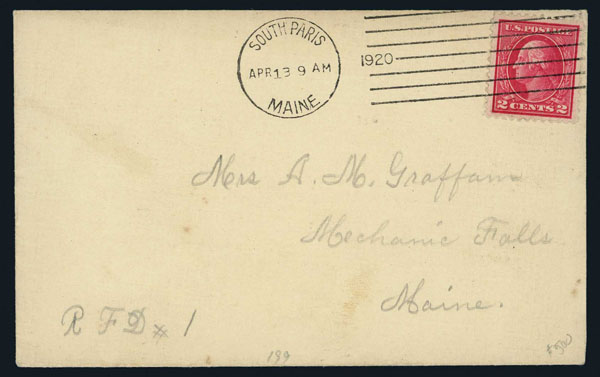 SOUTH PARIS
APR 13 9 AM
MAINE
1920
U.S. POSTAGE
2 CENTS 2
Mrs A. M. Graffam
Mechanic Falls
Maine.
R F D # 1
199